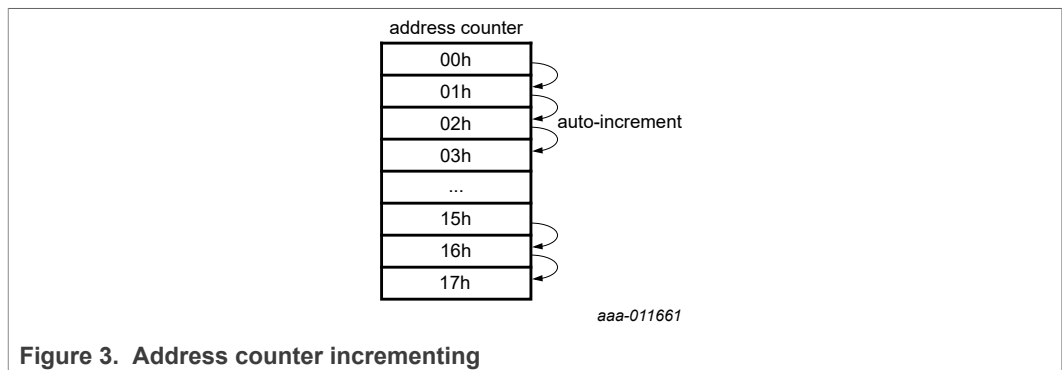 address counter
00h
01h
02h
auto-increment
03h
...
15h
16h
17h
aaa-011661
Figure 3. Address counter incrementing